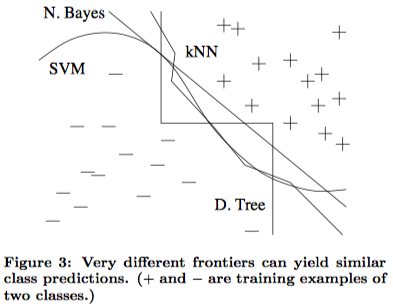 N. Bayes
kNN
SVM
D. Tree
Figure 3: Very different frontiers can yield similar
class predictions. (+ and − are training examples of
two classes.)